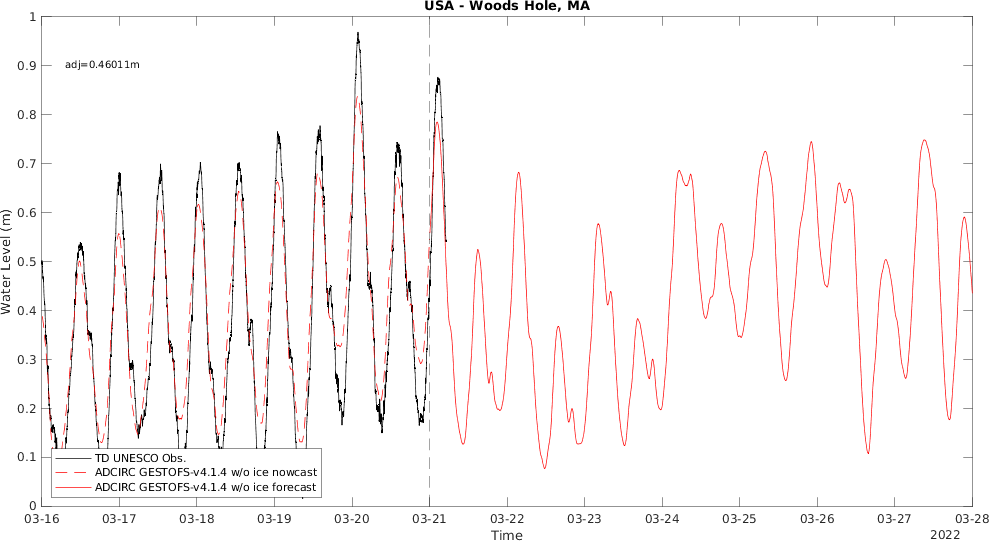 USA - Woods Hole, MA
adj=0.46011m
Water Level (m)
1
0.9
0.8
0.7
0.6
0.5
0.4
0.3
0.2
0.1
0
TD UNESCO Obs.
ADCIRC GESTOFS-v4.1.4 w/o ice nowcast
ADCIRC GESTOFS-v4.1.4 w/o ice forecast
03-16 03-17 03-18 03-19 03-20 03-21 03-22 03-23 03-24 03-25 03-26 03-27 03-28
Time
2022